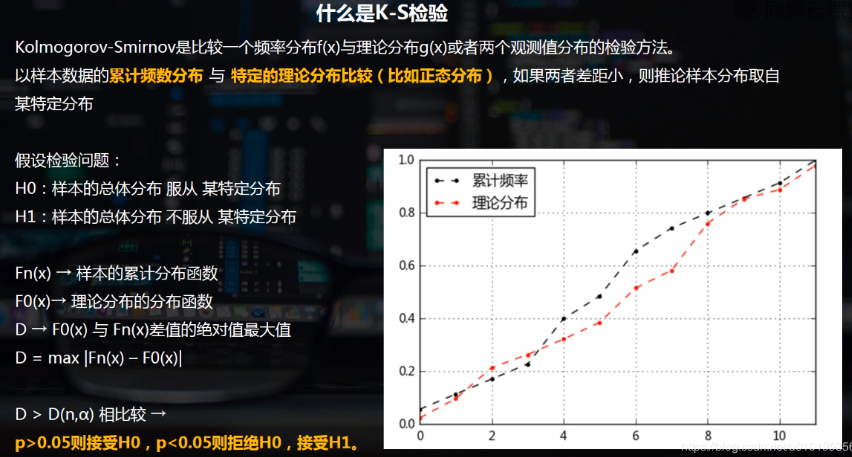 什么是K-S检验
Kolmogorov-Smirnov是比较一个频率分布f(x)与理论分布g(x)或者两个观测值分布的检验方法。
以样本数据的累计频数分布 与 特定的理论分布比较（比如正态分布），如果两者差距小，则推论样本分布取自
某特定分布
假设检验问题：
H0：样本的总体分布 服从 某特定分布
H1：样本的总体分布 不服从 某特定分布
Fn(x) → 样本的累计分布函数
F0(x)→ 理论分布的分布函数
D → F0(x) 与 Fn(x)差值的绝对值最大值
D = max |Fn(x) – F0(x)|
D > D(n,α) 相比较 →
p>0.05则接受H0，p<0.05则拒绝H0，接受H1。
累计频率
理论分布
1.0
0.8
0.6
0.4
0.2
0.0
0 2 4 6 8 10